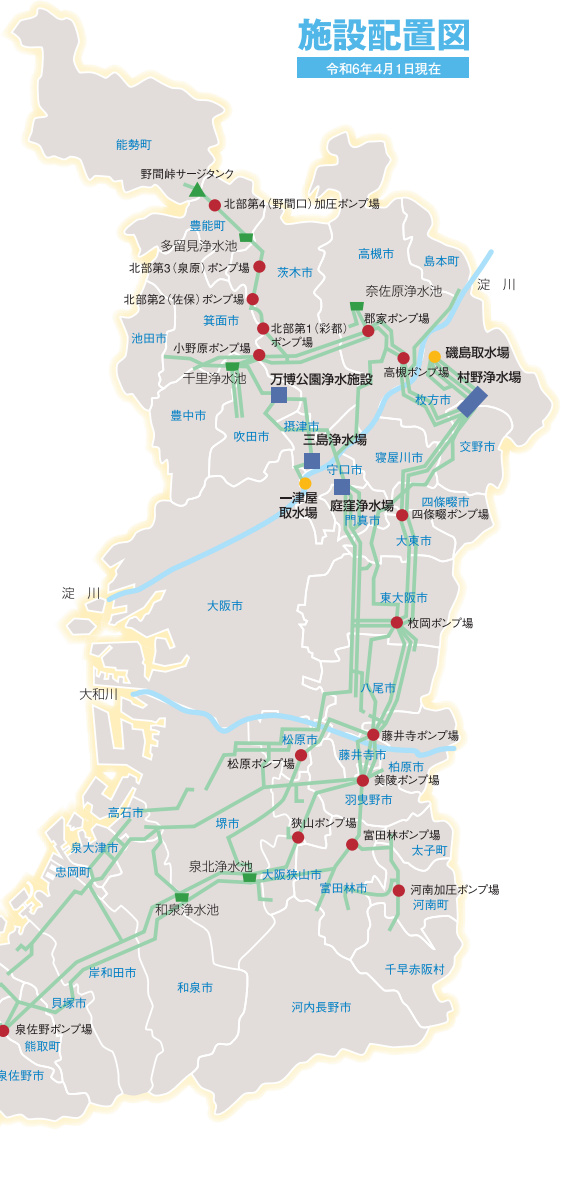 施設配置図
令和6年4月1日現在
能勢町
野間峠サージタンク
北部第4（野間口）加圧ポンプ場
豊能町
多留見浄水池
高槻市
島本町
北部第3（泉原）ポンプ場
茨木市
淀　川
奈佐原浄水池
北部第2（佐保）ポンプ場
箕面市
郡家ポンプ場
北部第1（彩都）
ポンプ場
池田市
小野原ポンプ場
磯島取水場
高槻ポンプ場
村野浄水場
千里浄水池
万博公園浄水施設
枚方市
豊中市
摂津市
吹田市
三島浄水場
交野市
寝屋川市
守口市
一津屋
取水場
庭窪浄水場
四條畷市
四條畷ポンプ場
門真市
大東市
淀　川
大阪市
東大阪市
枚岡ポンプ場
大和川
八尾市
藤井寺ポンプ場
松原市
藤井寺市
松原ポンプ場
柏原市
美陵ポンプ場
羽曳野市
高石市
堺市
狭山ポンプ場
富田林ポンプ場
泉大津市
太子町
忠岡町
泉北浄水池
大阪狭山市
富田林市
河南加圧ポンプ場
河南町
和泉浄水池
岸和田市
千早赤阪村
和泉市
貝塚市
河内長野市
泉佐野ポンプ場
熊取町
泉佐野市